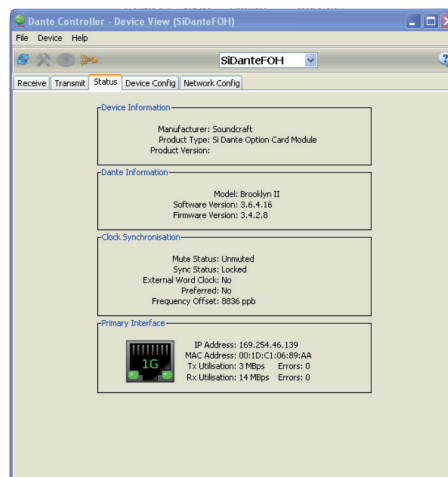 Dante Controller - Device View (SiDanteFOH)
File Device Help
SiDanteFOH
?
Receive Transmit Status Device Config Network Config
Device Information
Manufacturer: Soundcraft
Product Type: Si Dante Option Card Module
Product Version:
Dante Information
Model: Brooklyn II
Software Version: 3.6.4.16
Firmware Version: 3.4.2.8
Clock Synchronisation
Mute Status: Unmuted
Sync Status: Locked
External Word Clock: No
Preferred: No
Frequency Offset: 8836 ppb
Primary Interface
1G
IP Address: 169.254.46.139
MAC Address: 00:1D:C1:06:89:AA
Tx Utilisation: 3 MBps Errors: 0
Rx Utilisation: 14 MBps Errors: 0